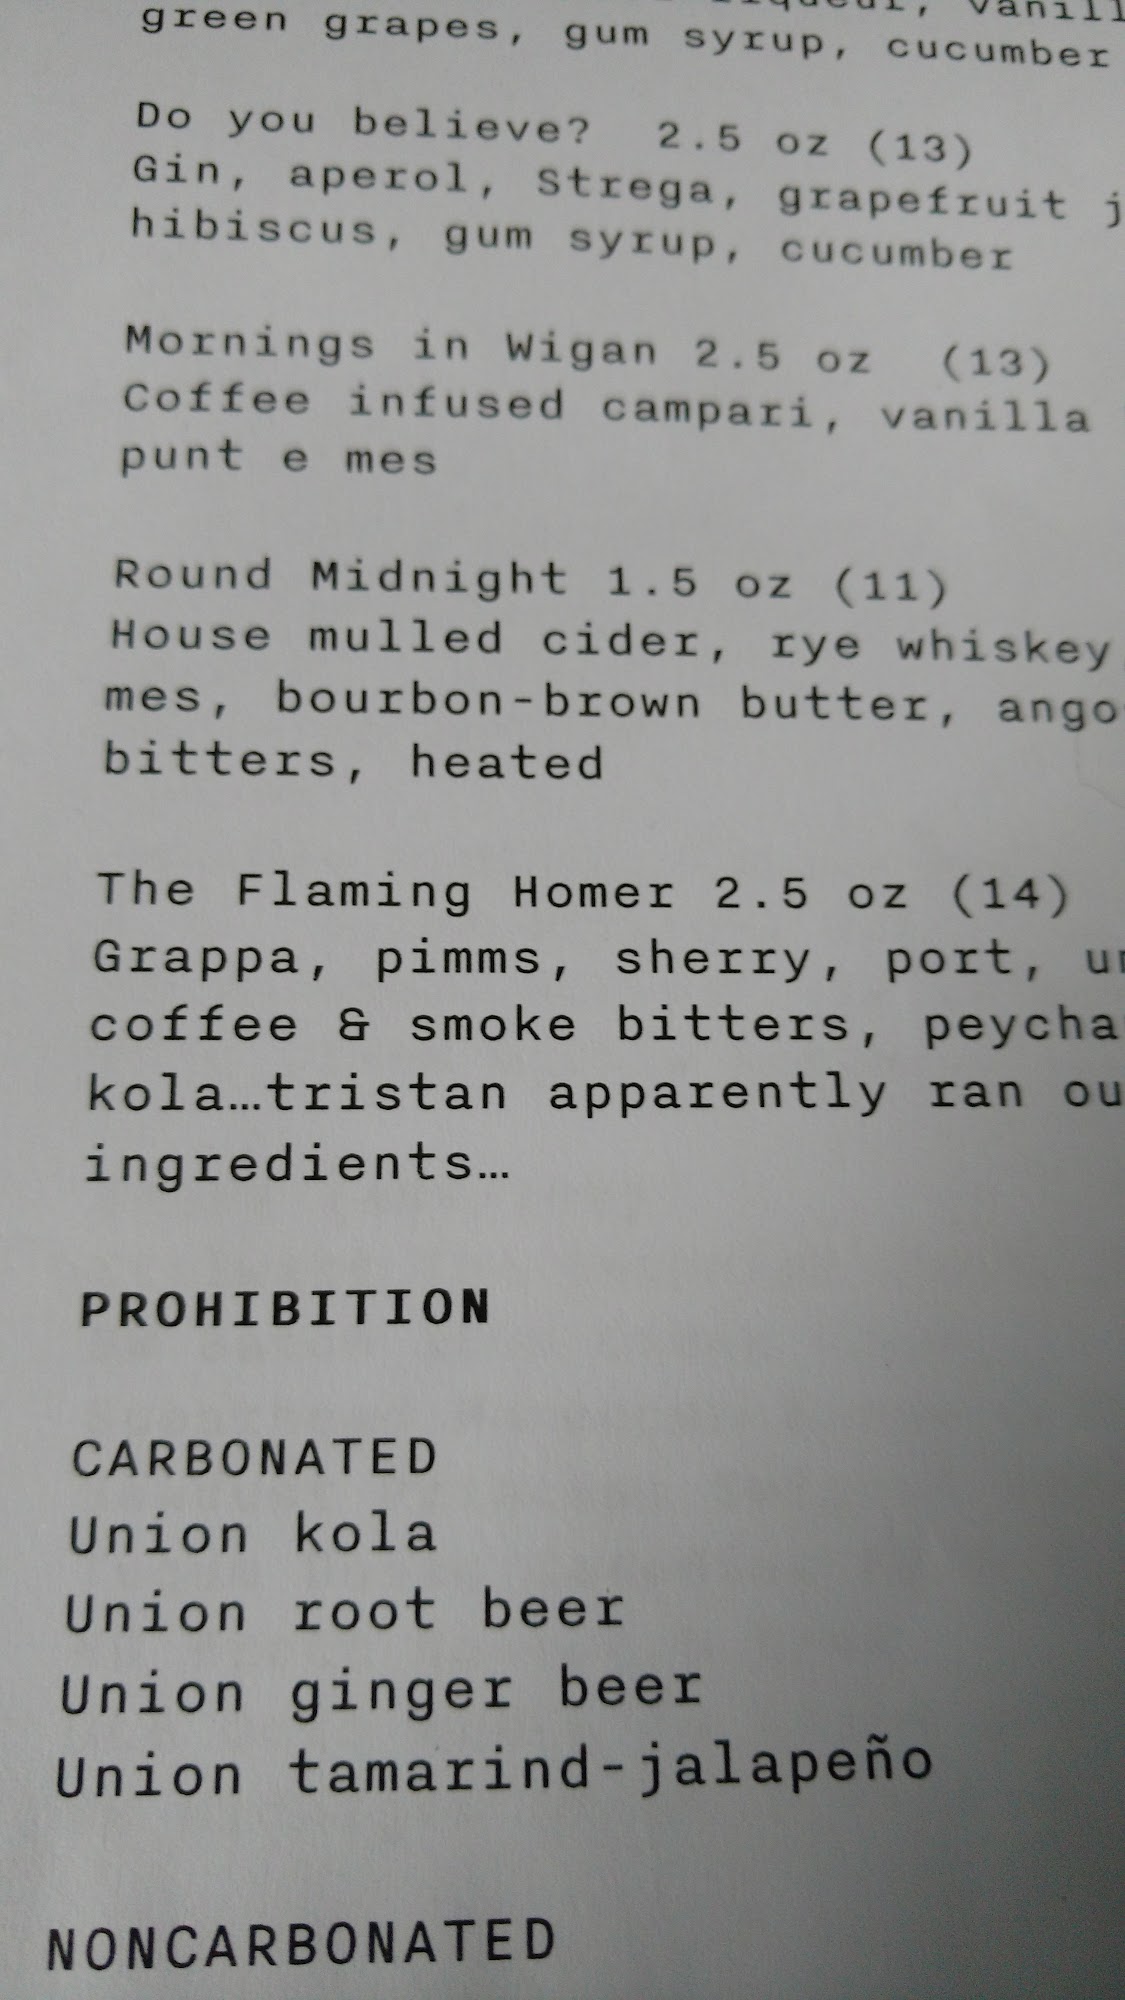 green grapes, gum syrup, cucumber
Do you believe?  2.5 oz (13)
Gin, aperol, Strega, grapefruit
hibiscus, gum syrup, cucumber
Mornings in Wigan 2.5 oz  (13)
Coffee infused campari, vanilla
punt e mes
Round Midnight 1.5 oz (11)
House mulled cider, rye whiskey
mes, bourbon-brown butter,
bitters, heated
The Flaming Homer 2.5 oz (14)
Grappa, pimms, sherry, port,
coffee & smoke bitters,
kola…tristan apparently ran
ingredients…
PROHIBITION
CARBONATED
Union kola
Union root beer
Union ginger beer
Union tamarind-jalapeño
NONCARBONATED